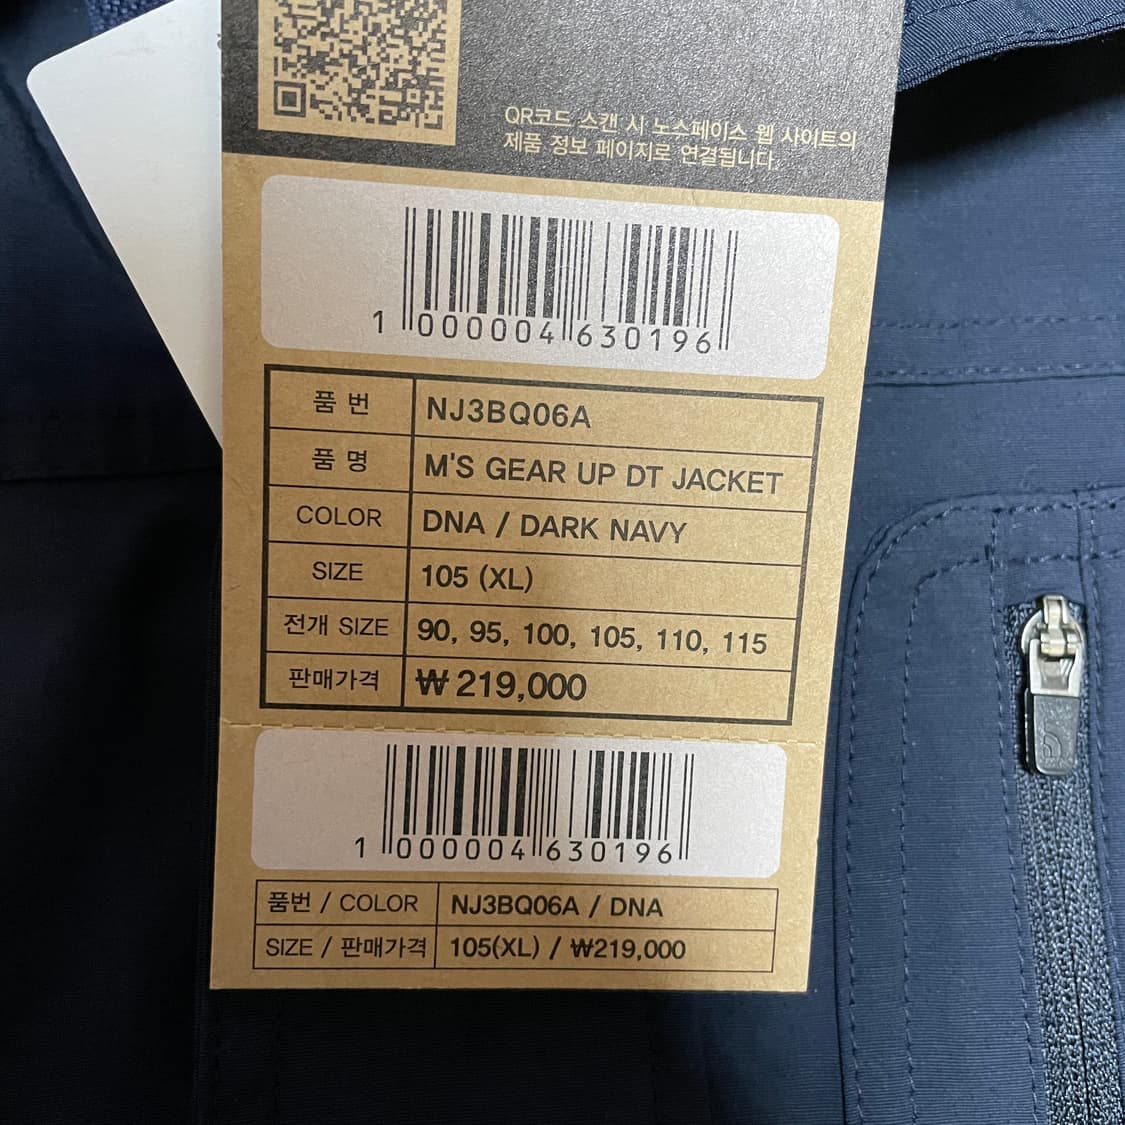 QR코드 스캔 시 노스페이스 웹 사이트의
제품 정보 페이지로 연결됩니다.
1 000004 630196
품 번 NJ3BQ06A
품 명 M'S GEAR UP DT JACKET
COLOR DNA / DARK NAVY
SIZE 105 (XL)
전개 SIZE 90, 95, 100, 105, 110, 115
판매가격 ₩ 219,000
1 000004 630196
품번 / COLOR NJ3BQ06A / DNA
SIZE / 판매가격 105(XL) / ₩219,000